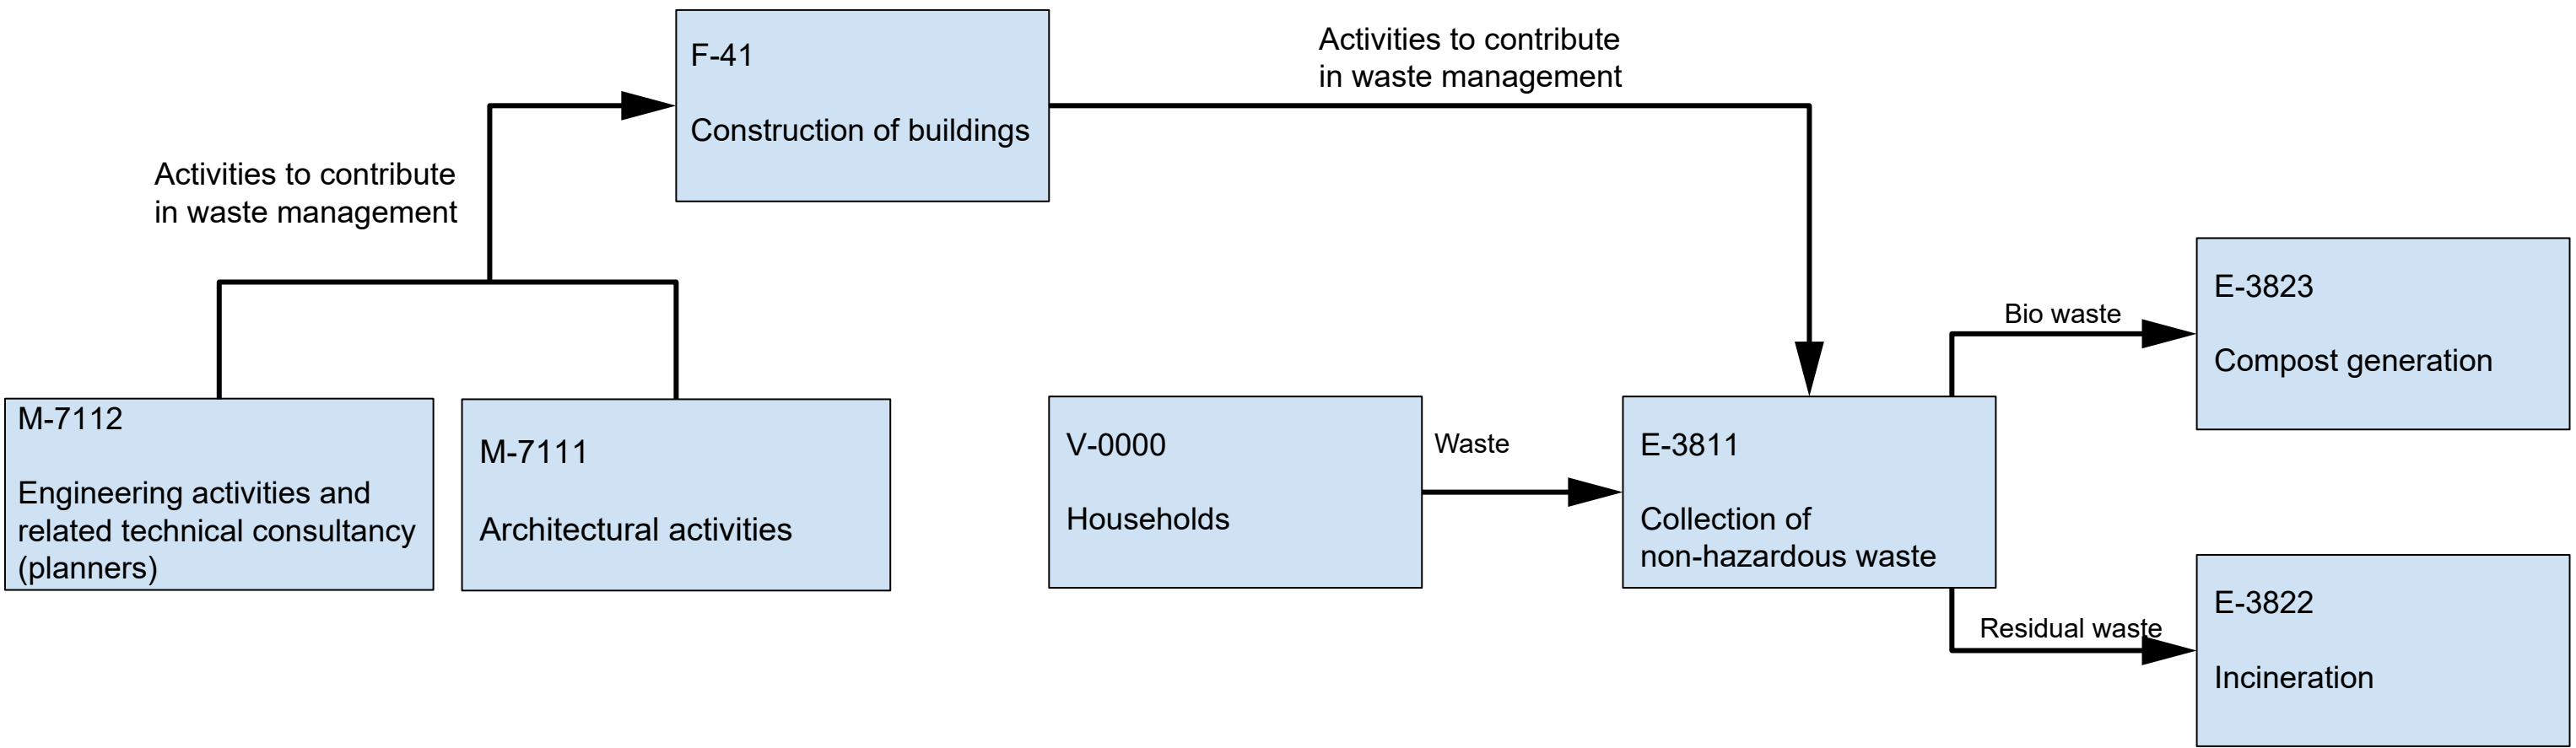 F-41
Construction of buildings
Activities to contribute
in waste management
Activities to contribute
in waste management
M-7112
Engineering activities and
related technical consultancy
(planners)
M-7111
Architectural activities
V-0000
Households
Waste
E-3811
Collection of
non-hazardous waste
Bio waste
E-3823
Compost generation
Residual waste
E-3822
Incineration